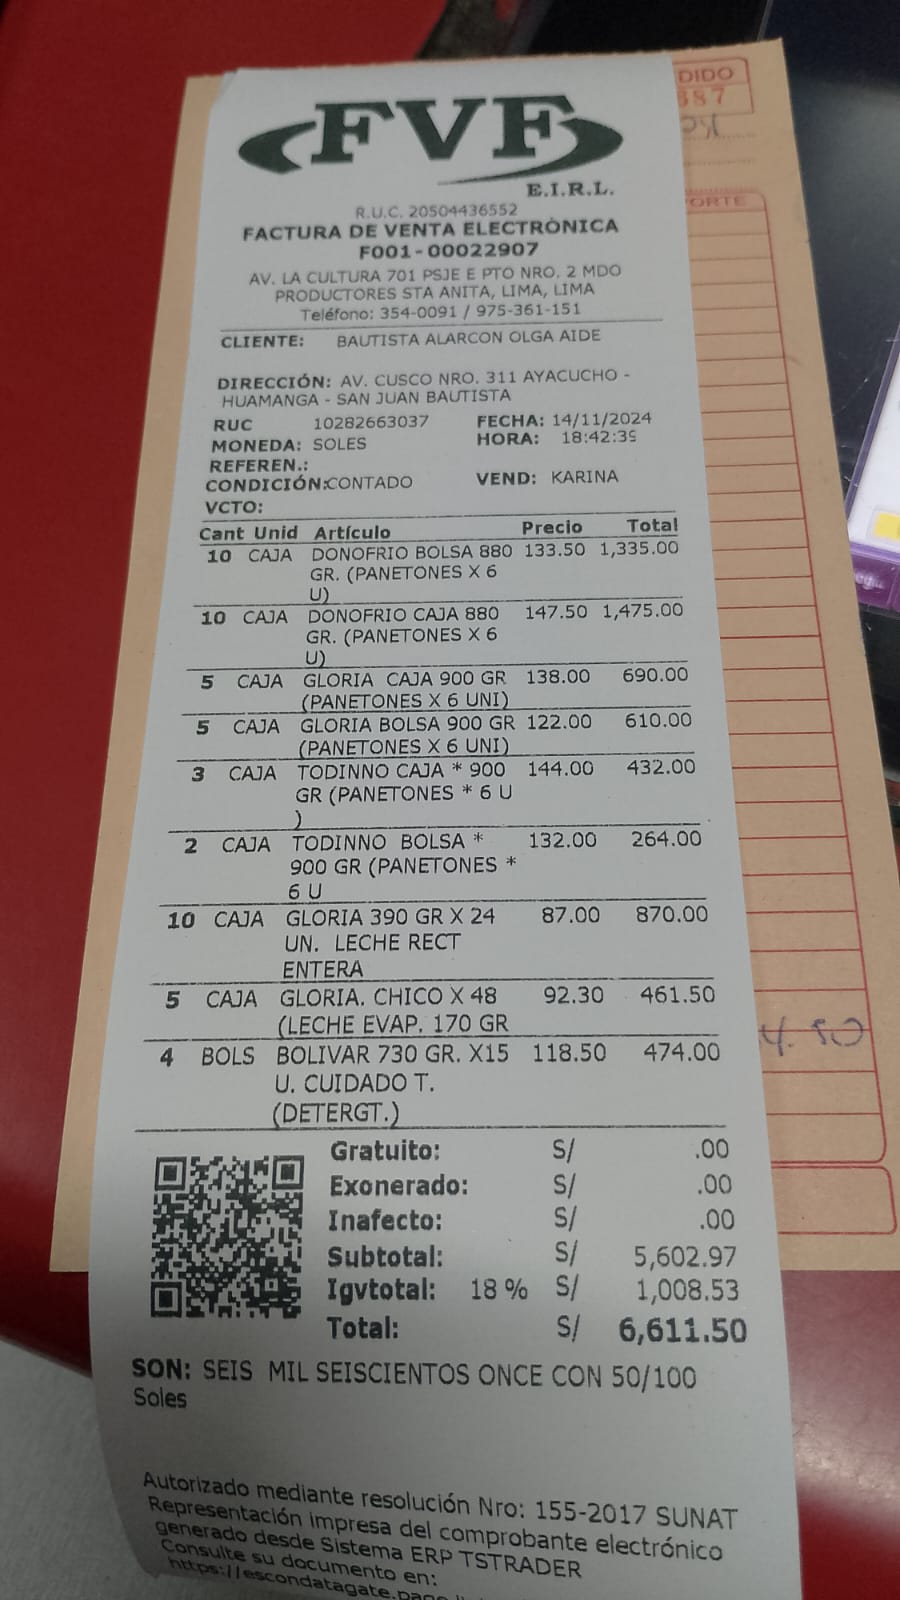 FVF
E.I.R.L.
R.U.C. 20504436552
FACTURA DE VENTA ELECTRÓNICA
F001-00022907
AV. LA CULTURA 701 PSJE E PTO NRO. 2 MDO
PRODUCTORES STA ANITA, LIMA, LIMA
Teléfono: 354-0091 / 975-361-151
CLIENTE: BAUTISTA ALARCON OLGA AIDE
DIRECCIÓN: AV. CUSCO NRO. 311 AYACUCHO -
HUAMANGA - SAN JUAN BAUTISTA
RUC 10282663037 FECHA: 14/11/2024
MONEDA: SOLES HORA: 18:42:39
REFEREN.:
CONDICIÓN:CONTADO VEND: KARINA
VCTO:
Cant Unid Artículo Precio Total
10 CAJA DONOFRIO BOLSA 880 133.50 1,335.00
GR. (PANETONES X 6
U)
10 CAJA DONOFRIO CAJA 880 147.50 1,475.00
GR. (PANETONES X 6
U)
5 CAJA GLORIA CAJA 900 GR 138.00 690.00
(PANETONES X 6 UNI)
5 CAJA GLORIA BOLSA 900 GR 122.00 610.00
(PANETONES X 6 UNI)
3 CAJA TODINNO CAJA * 900 144.00 432.00
GR (PANETONES * 6 U
)
2 CAJA TODINNO BOLSA * 132.00 264.00
900 GR (PANETONES *
6 U
10 CAJA GLORIA 390 GR X 24 87.00 870.00
UN. LECHE RECT
ENTERA
5 CAJA GLORIA. CHICO X 48 92.30 461.50
(LECHE EVAP. 170 GR
4 BOLS BOLIVAR 730 GR. X15 118.50 474.00
U. CUIDADO T.
(DETERGT.)
Gratuito: S/ .00
Exonerado: S/ .00
Inafecto: S/ .00
Subtotal: S/ 5,602.97
Igvtotal: 18 % S/ 1,008.53
Total: S/ 6,611.50
SON: SEIS MIL SEISCIENTOS ONCE CON 50/100
Soles
Autorizado mediante resolución Nro: 155-2017 SUNAT
Representación impresa del comprobante electrónico
generado desde Sistema ERP TSTRADER
Consulte su documento en:
https://escondatagate.page
DIDO
387
ORTE
4.50